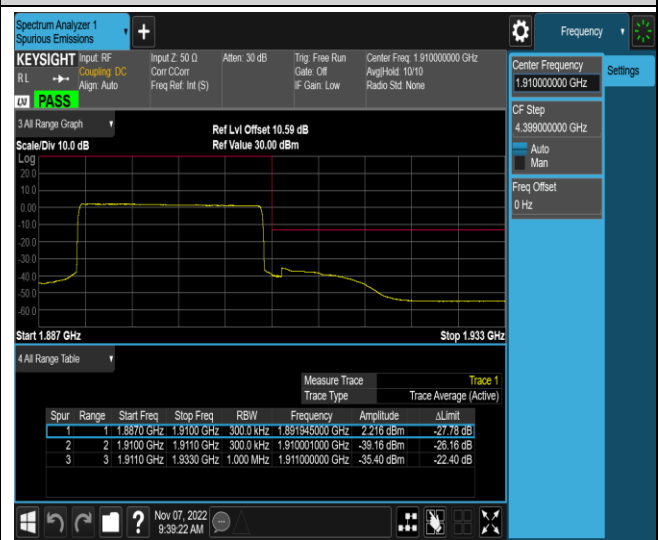 Spectrum Analyzer 1
Spurious Emissions
Frequency
KEYSIGHT
R L
LXI PASS
Input: RF
Coupling: DC
Align: Auto
Input Z: 50 Ω
Corr CCorr
Freq Ref: Int (S)
Atten: 30 dB
Trig: Free Run
Gate: Off
IF Gain: Low
Center Freq: 1.910000000 GHz
Avg|Hold: 10/10
Radio Std: None
Center Frequency
1.910000000 GHz
Settings
CF Step
4.399000000 GHz
Auto
Man
Freq Offset
0 Hz
3 All Range Graph
Scale/Div 10.0 dB
Ref Lvl Offset 10.59 dB
Ref Value 30.00 dBm
Log
20.0
10.0
0.00
-10.0
-20.0
-30.0
-40.0
-50.0
-60.0
Start 1.887 GHz
Stop 1.933 GHz
4 All Range Table
Measure Trace Trace 1
Trace Type Trace Average (Active)
Spur Range Start Freq Stop Freq RBW Frequency Amplitude ΔLimit
1 1 1.8870 GHz 1.9100 GHz 300.0 kHz 1.891945000 GHz 2.216 dBm -27.78 dB
2 2 1.9100 GHz 1.9110 GHz 300.0 kHz 1.910001000 GHz -39.16 dBm -26.16 dB
3 3 1.9110 GHz 1.9330 GHz 1.000 MHz 1.911000000 GHz -35.40 dBm -22.40 dB
Nov 07, 2022
9:39:22 AM